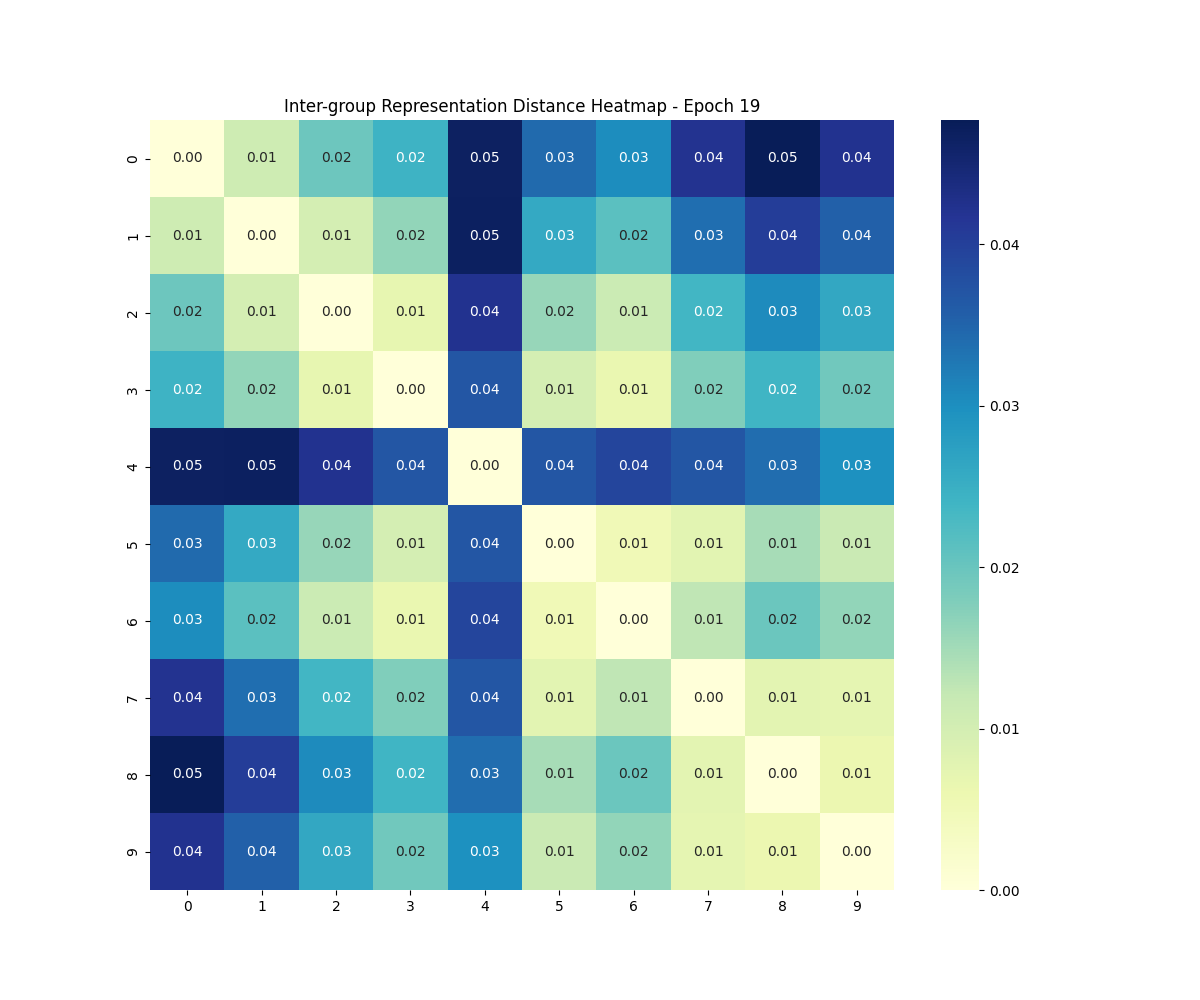 Inter-group Representation Distance Heatmap - Epoch 19
0 0.00 0.01 0.02 0.02 0.05 0.03 0.03 0.04 0.05 0.04
1 0.01 0.00 0.01 0.02 0.05 0.03 0.02 0.03 0.04 0.04
0.04
2 0.02 0.01 0.00 0.01 0.04 0.02 0.01 0.02 0.03 0.03
3 0.02 0.02 0.01 0.00 0.04 0.01 0.01 0.02 0.02 0.02
0.03
4 0.05 0.05 0.04 0.04 0.00 0.04 0.04 0.04 0.03 0.03
5 0.03 0.03 0.02 0.01 0.04 0.00 0.01 0.01 0.01 0.01
0.02
6 0.03 0.02 0.01 0.01 0.04 0.01 0.00 0.01 0.02 0.02
7 0.04 0.03 0.02 0.02 0.04 0.01 0.01 0.00 0.01 0.01
0.01
8 0.05 0.04 0.03 0.02 0.03 0.01 0.02 0.01 0.00 0.01
9 0.04 0.04 0.03 0.02 0.03 0.01 0.02 0.01 0.01 0.00
0.00
0 1 2 3 4 5 6 7 8 9